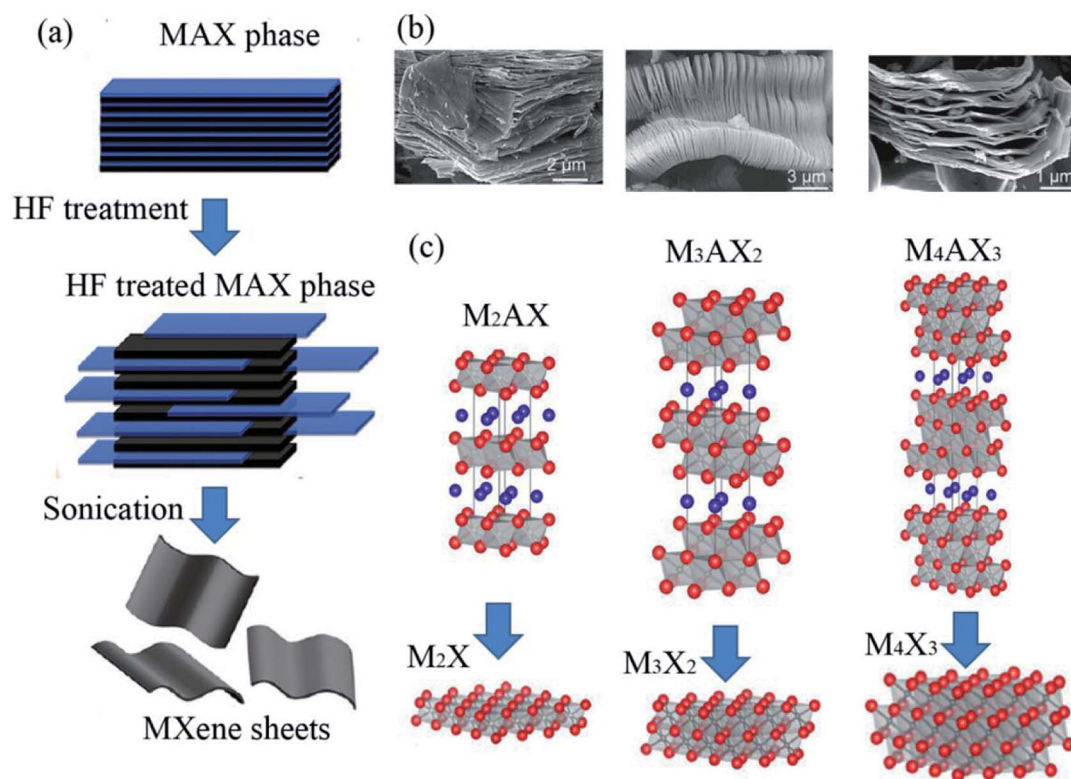 (a)
MAX phase
HF treatment
HF treated MAX phase
Sonication
MXene sheets
(b)
2 μm
3 μm
1 μm
(c)
M₂AX
M₃AX₂
M₄AX₃
M₂X
M₃X₂
M₄X₃